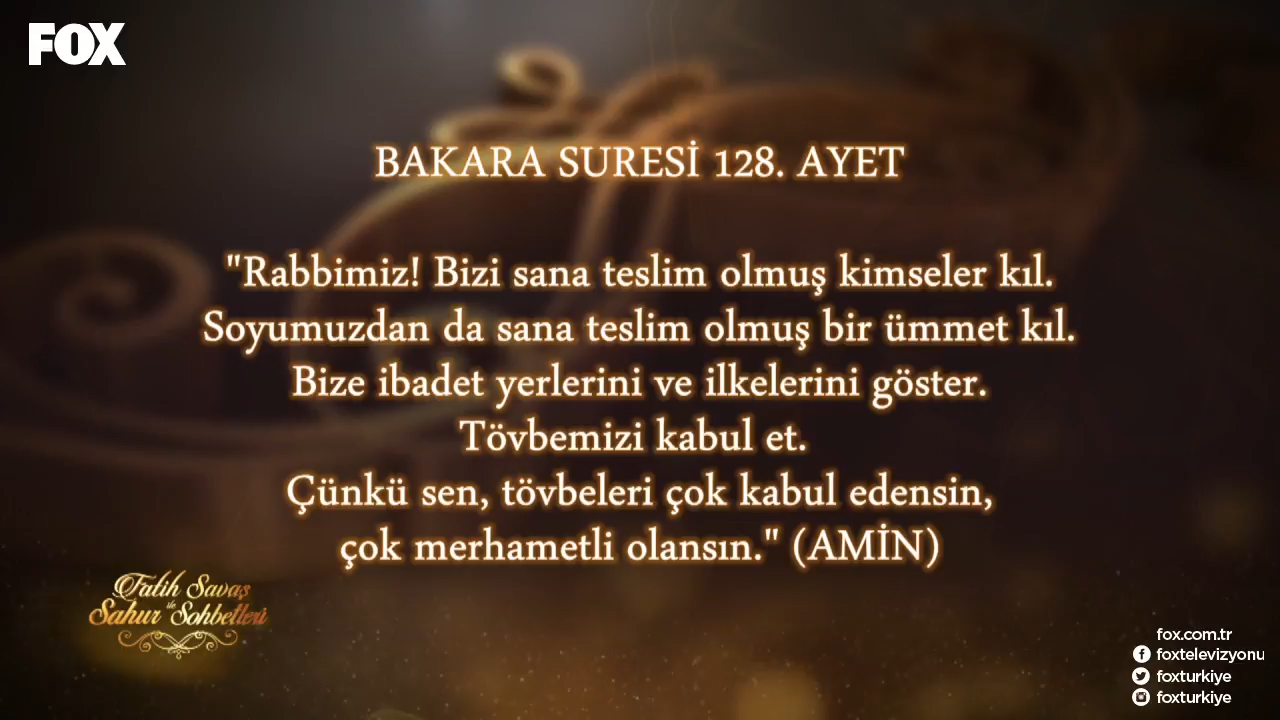 FOX
BAKARA SURESİ 128. AYET
"Rabbimiz! Bizi sana teslim olmuş kimseler kıl.
Soyumuzdan da sana teslim olmuş bir ümmet kıl.
Bize ibadet yerlerini ve ilkelerini göster.
Tövbemizi kabul et.
Çünkü sen, tövbeleri çok kabul edensin,
çok merhametli olansın." (AMİN)
Fatih Savaş
ile
Sahur Sohbetleri
fox.com.tr
foxtelevizyonu
foxturkiye
foxturkiye